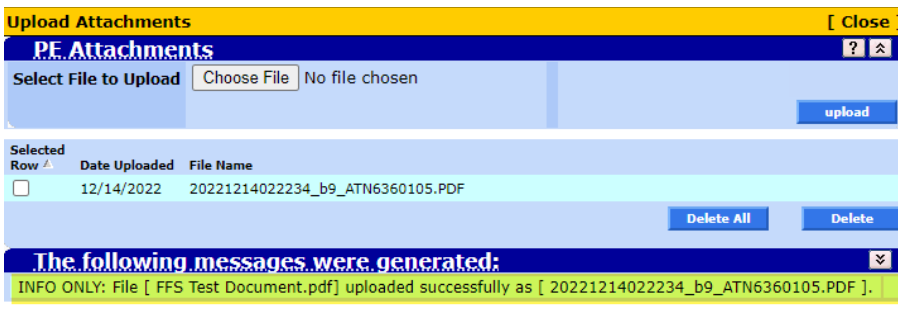 Upload Attachments [ Close ]
PE Attachments ?
Select File to Upload Choose File No file chosen
upload
Selected
Row Date Uploaded File Name
12/14/2022 20221214022234_b9_ATN6360105.PDF
Delete All Delete
The following messages were generated:
INFO ONLY: File [ FFS Test Document.pdf] uploaded successfully as [ 20221214022234_b9_ATN6360105.PDF ].